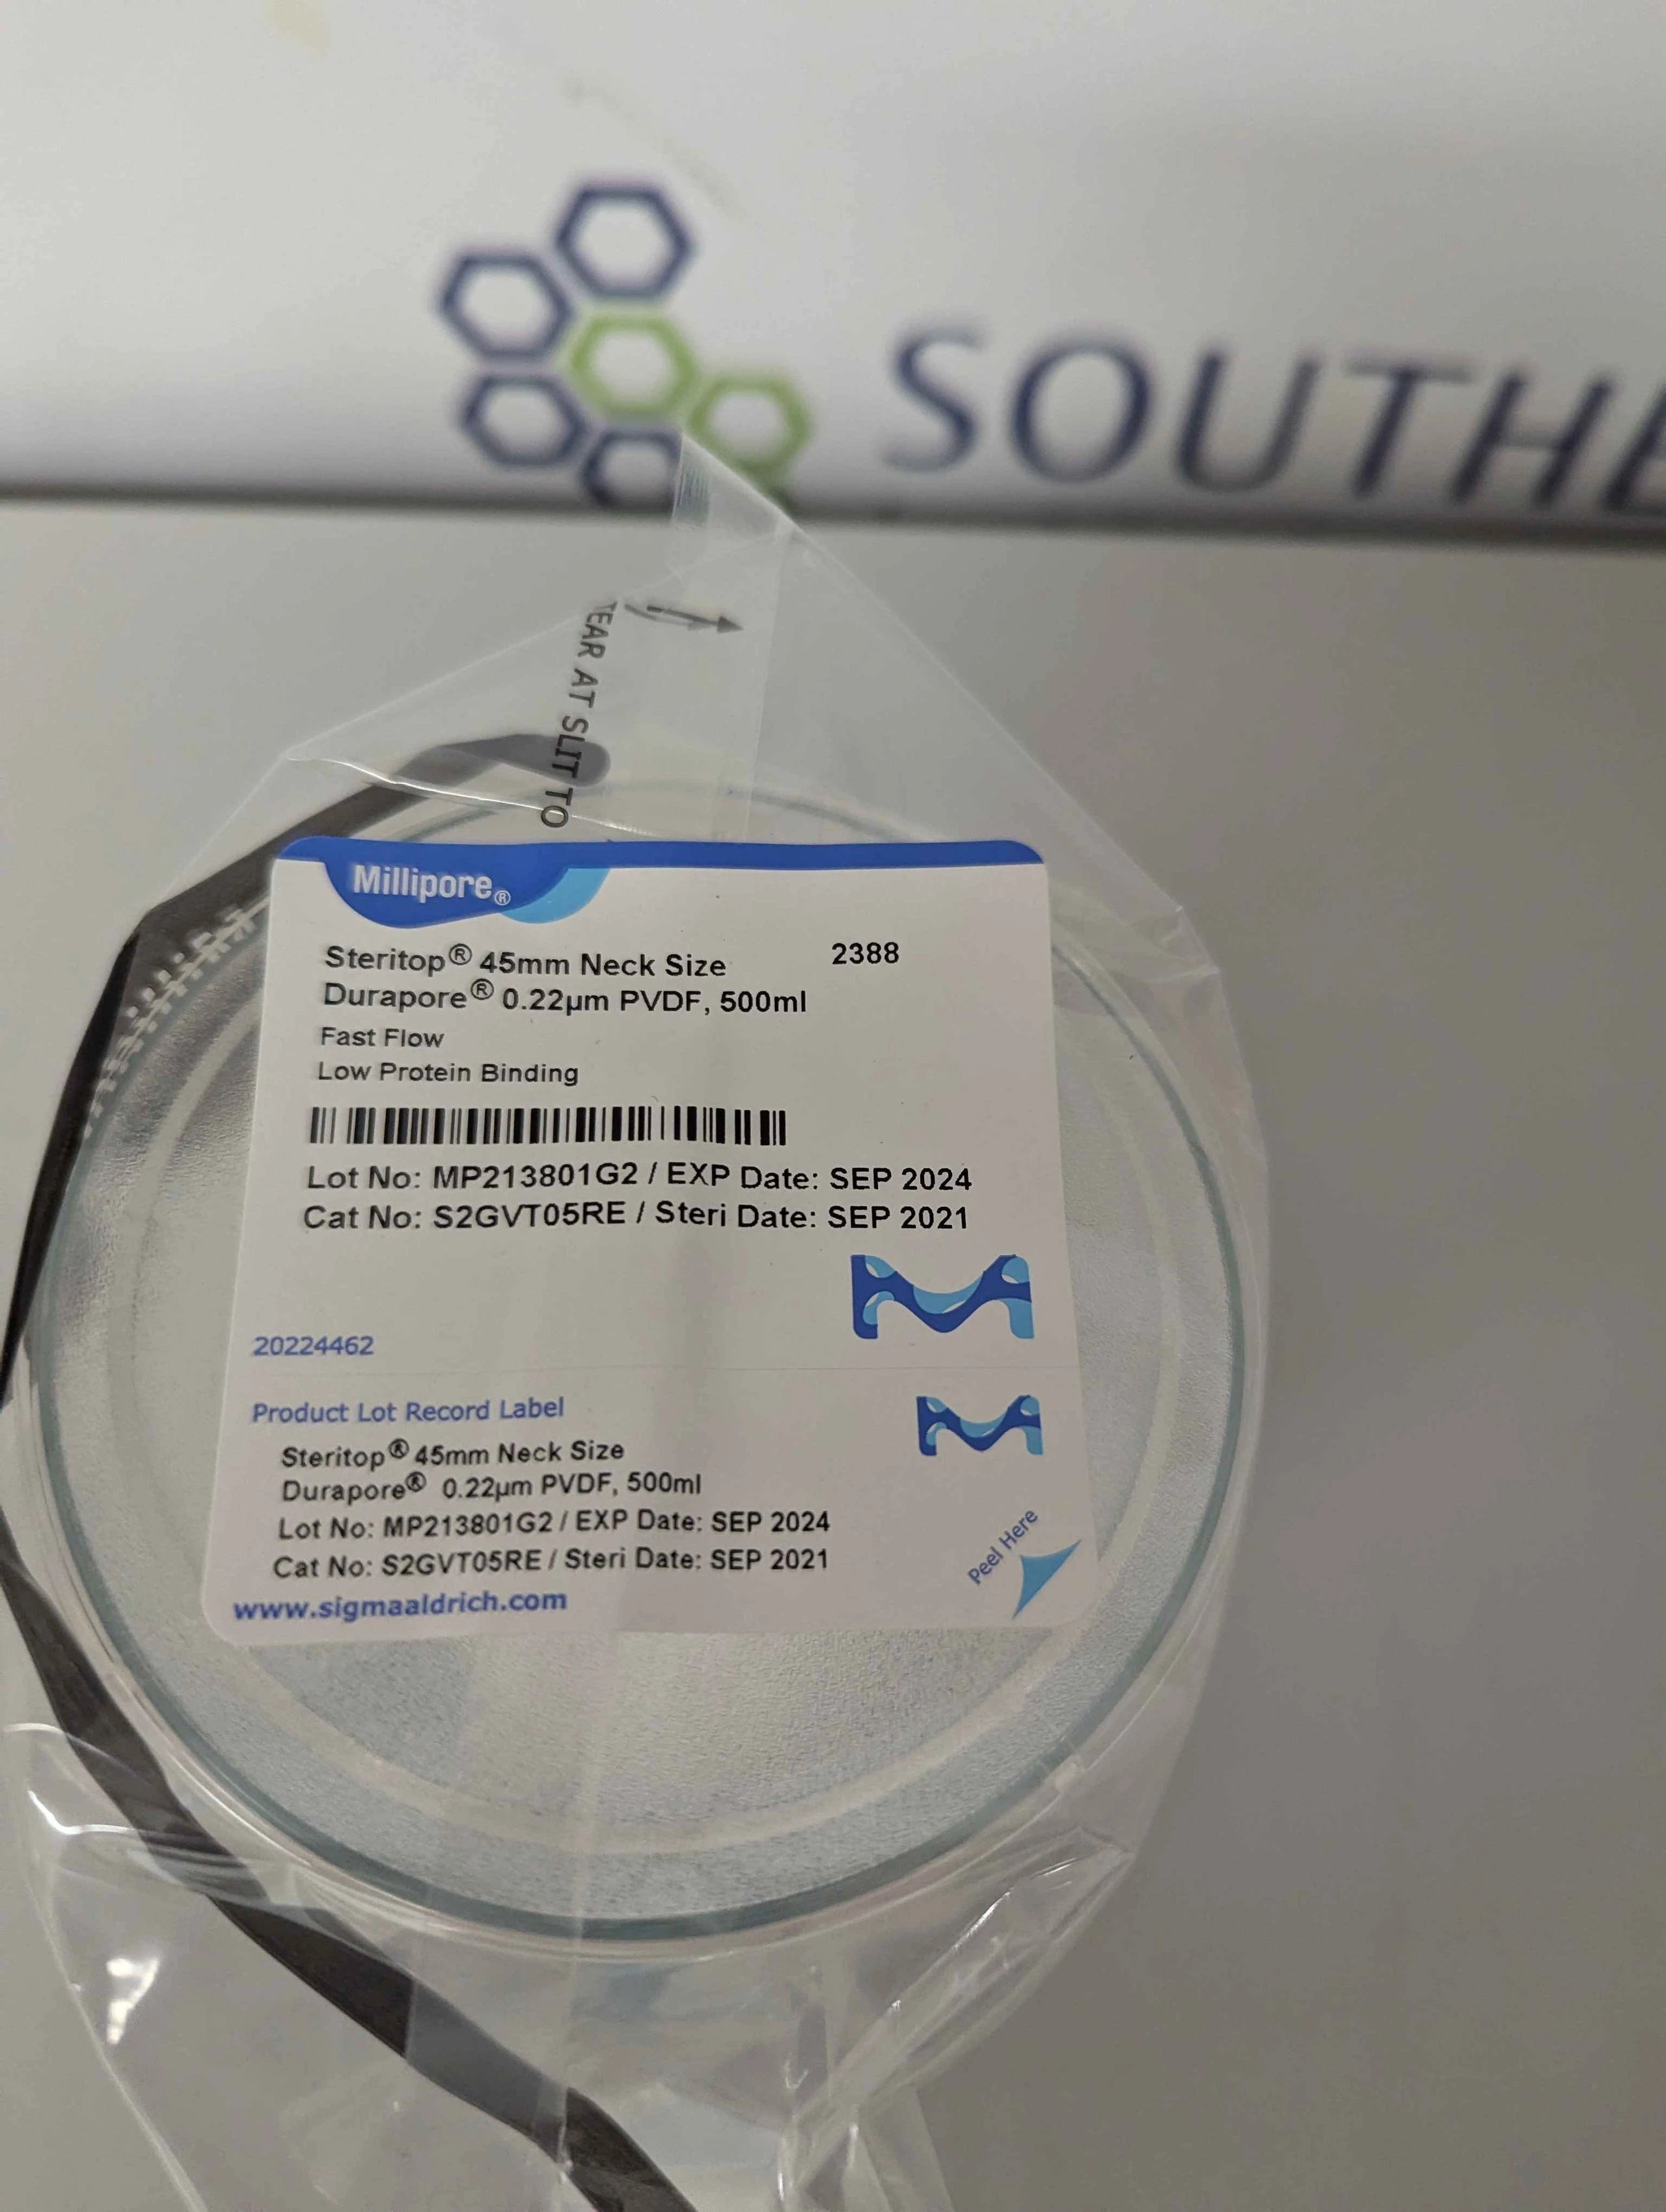 SOUTHE
TEAR AT SLIT TO
Millipore®
Steritop® 45mm Neck Size 2388
Durapore® 0.22µm PVDF, 500ml
Fast Flow
Low Protein Binding
Lot No: MP213801G2 / EXP Date: SEP 2024
Cat No: S2GVT05RE / Steri Date: SEP 2021
20224462
Product Lot Record Label
Steritop® 45mm Neck Size
Durapore® 0.22µm PVDF, 500ml
Lot No: MP213801G2 / EXP Date: SEP 2024
Cat No: S2GVT05RE / Steri Date: SEP 2021
Peel Here
www.sigmaaldrich.com